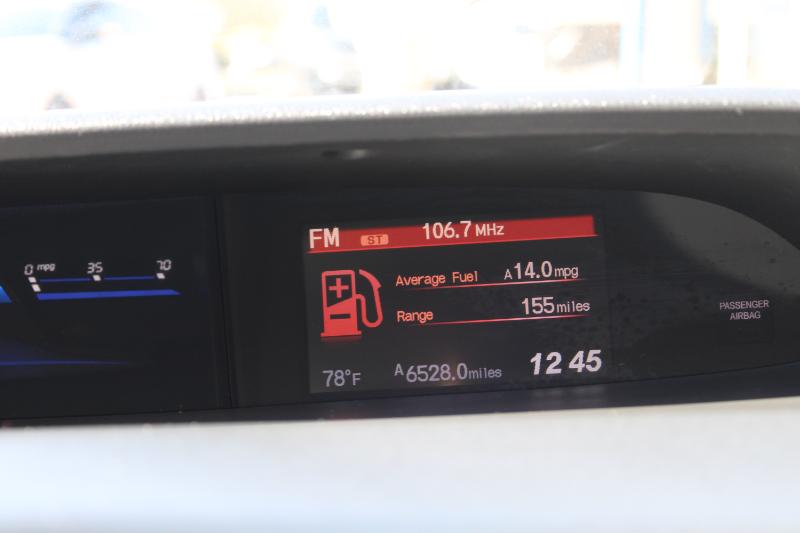 FM ST 106.7 MHz
0 mpg 35 70
Average Fuel A 14.0 mpg
Range 155 miles
PASSENGER
AIRBAG
78°F A 6528.0 miles 12 45